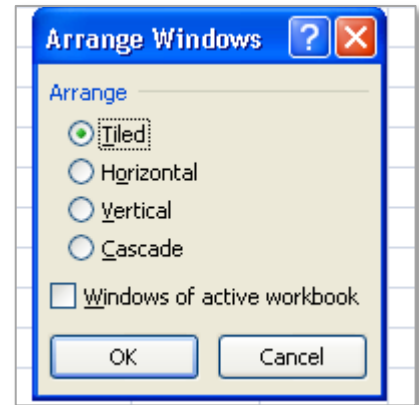 Arrange Windows ?
Arrange
Tiled
Horizontal
Vertical
Cascade
Windows of active workbook
OK Cancel